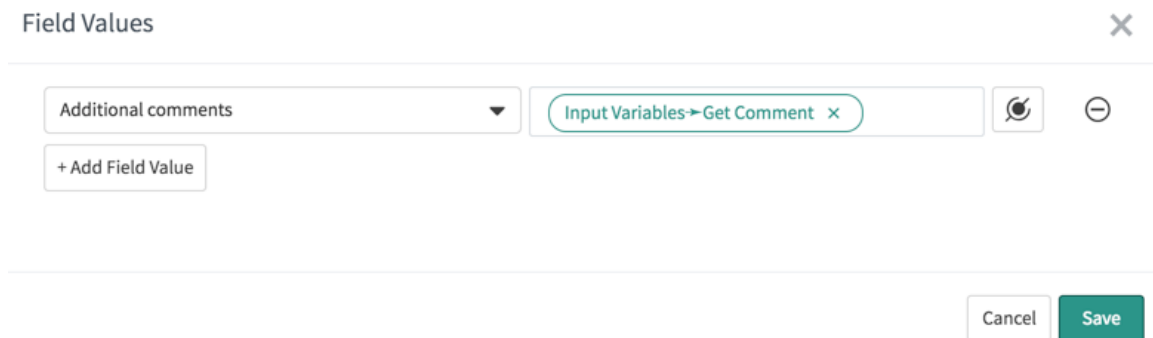 Field Values ×
Additional comments Input Variables➛Get Comment ×
+ Add Field Value
Cancel Save